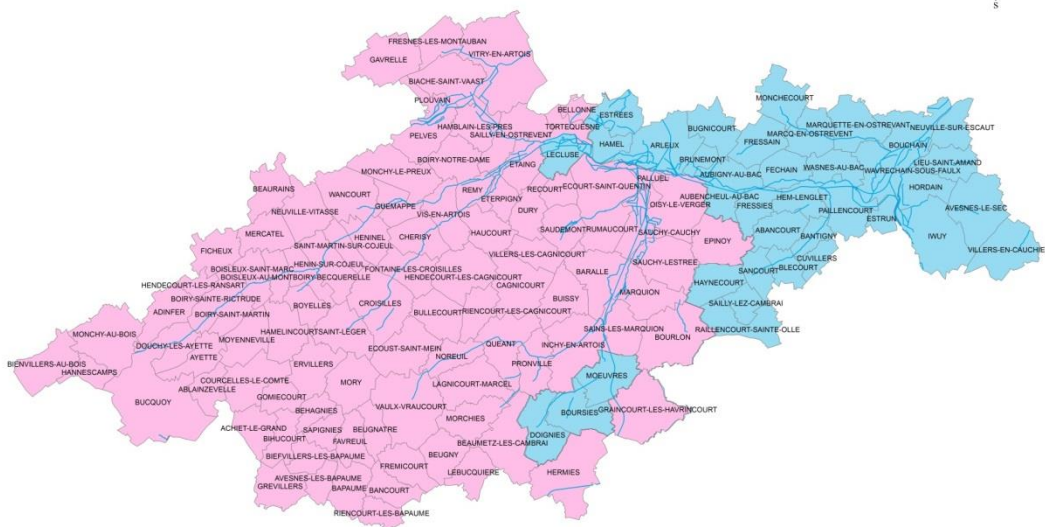 s
FRESNES-LES-MONTAUBAN
GAVRELLE
VITRY-EN-ARTOIS
BIACHE-SAINT-VAAST
PLOUVAIN
BELLONNE
ESTRÉES
MONCHECOURT
HAMBLAIN-LES-PRES
TORTEQUESNE
BUGNICOURT
MARQUETTE-EN-OSTREVANT
NEUVILLE-SUR-ESCAUT
PELVES
SAILLY-EN-OSTREVENT
HAMEL
ARLEUX
FRESSAIN
MARCQ-EN-OSTREVENT
BOUCHAIN
BOIRY-NOTRE-DAME
LECLUSE
BRUNEMONT
MONCHY-LE-PREUX
ETAING
AUBIGNY-AU-BAC
FECHAIN
WASNES-AU-BAC
WAVRECHAIN-SOUS-FAULX
LIEU-SAINT-AMAND
PALLUEL
BEAURAINS
WANCOURT
REMY
RECOURT
ECOURT-SAINT-QUENTIN
AUBENCHEUL-AU-BAC
HEM-LENGLET
HORDAIN
ETERPIGNY
OISY-LE-VERGER
FRESSIES
PAILLENCOURT
AVESNES-LE-SEC
NEUVILLE-VITASSE
GUEMAPPE
VIS-EN-ARTOIS
DURY
ESTRUN
MERCATEL
CHERISY
HAUCOURT
SAUDEMONT
RUMAUCOURT
SAUCHY-CAUCHY
ABANCOURT
IWUY
HENINEL
EPINOY
BANTIGNY
FICHEUX
SAINT-MARTIN-SUR-COJEUL
VILLERS-LES-CAGNICOURT
CUVILLERS
VILLERS-EN-CAUCHIE
HENIN-SUR-COJEUL
SAUCHY-LESTREE
BLECOURT
BOISLEUX-SAINT-MARC
FONTAINE-LES-CROISILLES
BARALLE
SANCOURT
BOISLEUX-AU-MONT
BOIRY-BECQUERELLE
HENDECOURT-LES-CAGNICOURT
HAYNECOURT
HENDECOURT-LES-RANSART
CAGNICOURT
MARQUION
BOIRY-SAINTE-RICTRUDE
BOYELLES
CROISILLES
BUISSY
SAILLY-LEZ-CAMBRAI
ADINFER
BOIRY-SAINT-MARTIN
BULLECOURT
RIENCOURT-LES-CAGNICOURT
MONCHY-AU-BOIS
HAMELINCOURT
SAINT-LEGER
SAINS-LES-MARQUION
RAILLENCOURT-SAINTE-OLLE
MOYENNEVILLE
BOURLON
DOUCHY-LES-AYETTE
ECOUST-SAINT-MEIN
QUEANT
INCHY-EN-ARTOIS
AYETTE
NOREUIL
BIENVILLERS-AU-BOIS
ERVILLERS
PRONVILLE
HANNESCAMPS
COURCELLES-LE-COMTE
MOEUVRES
ABLAINZEVELLE
MORY
LAGNICOURT-MARCEL
GOMIECOURT
BUCQUOY
VAULX-VRAUCOURT
BEHAGNIES
BOURSIES
GRAINCOURT-LES-HAVRINCOURT
MORCHIES
ACHIET-LE-GRAND
SAPIGNIES
BEUGNATRE
DOIGNIES
BIHUCOURT
FAVREUIL
BEAUMETZ-LES-CAMBRAI
BEUGNY
BIEFVILLERS-LES-BAPAUME
FREMICOURT
LEBUCQUIERE
HERMIES
AVESNES-LES-BAPAUME
GREVILLERS
BAPAUME
BANCOURT
RIENCOURT-LES-BAPAUME